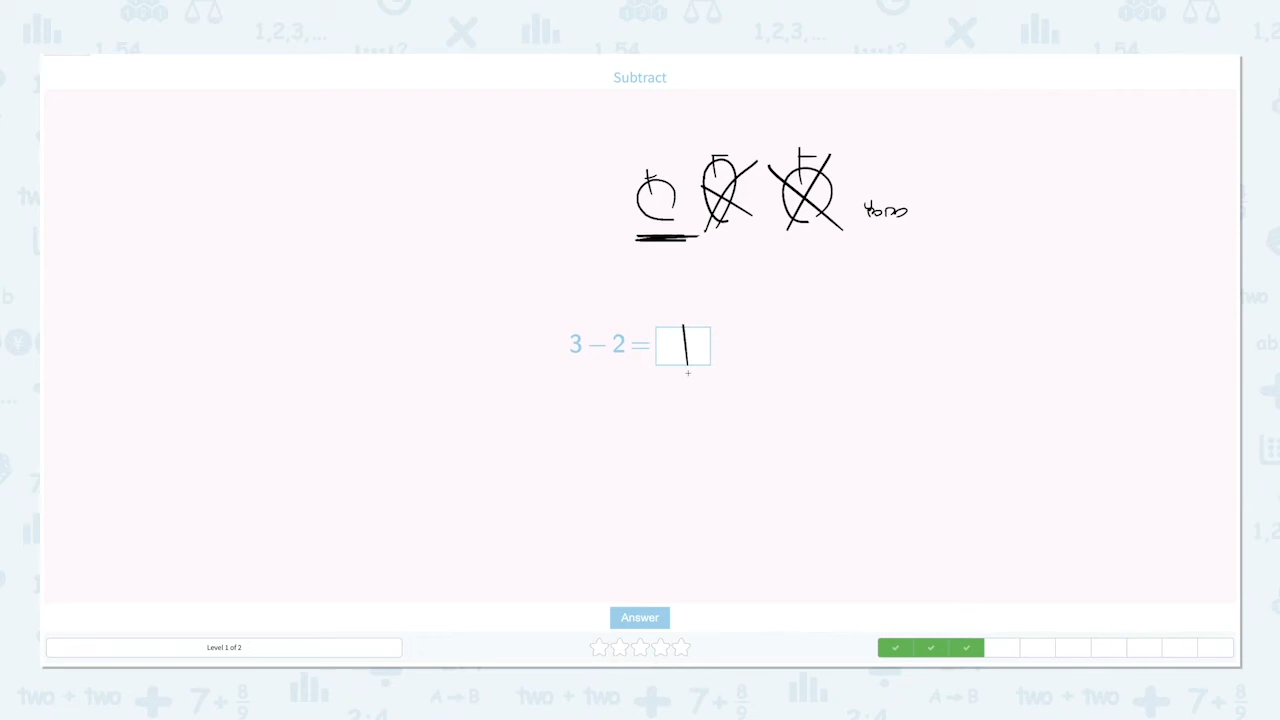 Subtract
3 − 2 = 1
Answer
Level 1 of 2